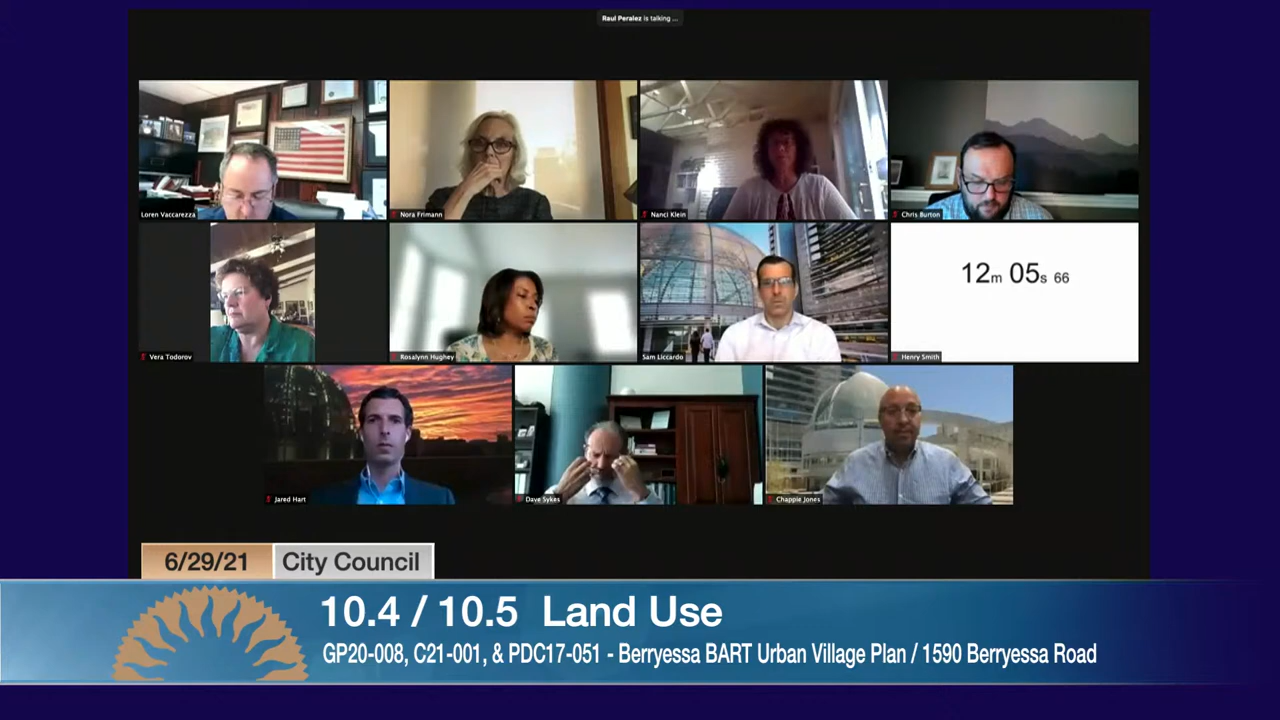 Raul Peralez is talking ...
Loren Vaccarezza
Nora Frimann
Nanci Klein
Chris Burton
12m 05s 66
Vera Todorov
Rosalynn Hughey
Sam Liccardo
Henry Smith
Jared Hart
Dave Sykes
Chappie Jones
6/29/21 City Council
10.4 / 10.5 Land Use
GP20-008, C21-001, & PDC17-051 - Berryessa BART Urban Village Plan / 1590 Berryessa Road